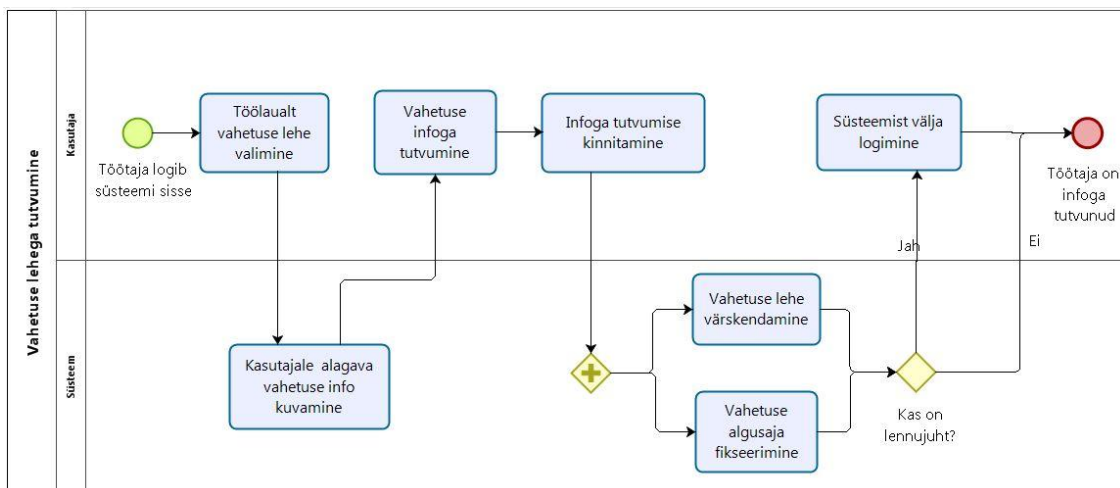 Vahetuse lehega tutvumine
Kasutaja
Töötaja logib
süsteemi sisse
Töölaualt
vahetuse lehe
valimine
Vahetuse
infoga
tutvumine
Infoga tutvumise
kinnitamine
Süsteemist välja
logimine
Töötaja on
infoga
tutvunud
Jah
Ei
Süsteem
Kasutajale alagava
vahetuse info
kuvamine
Vahetuse lehe
värskendamine
Vahetuse
algusaja
fikseerimine
Kas on
lennujuht?